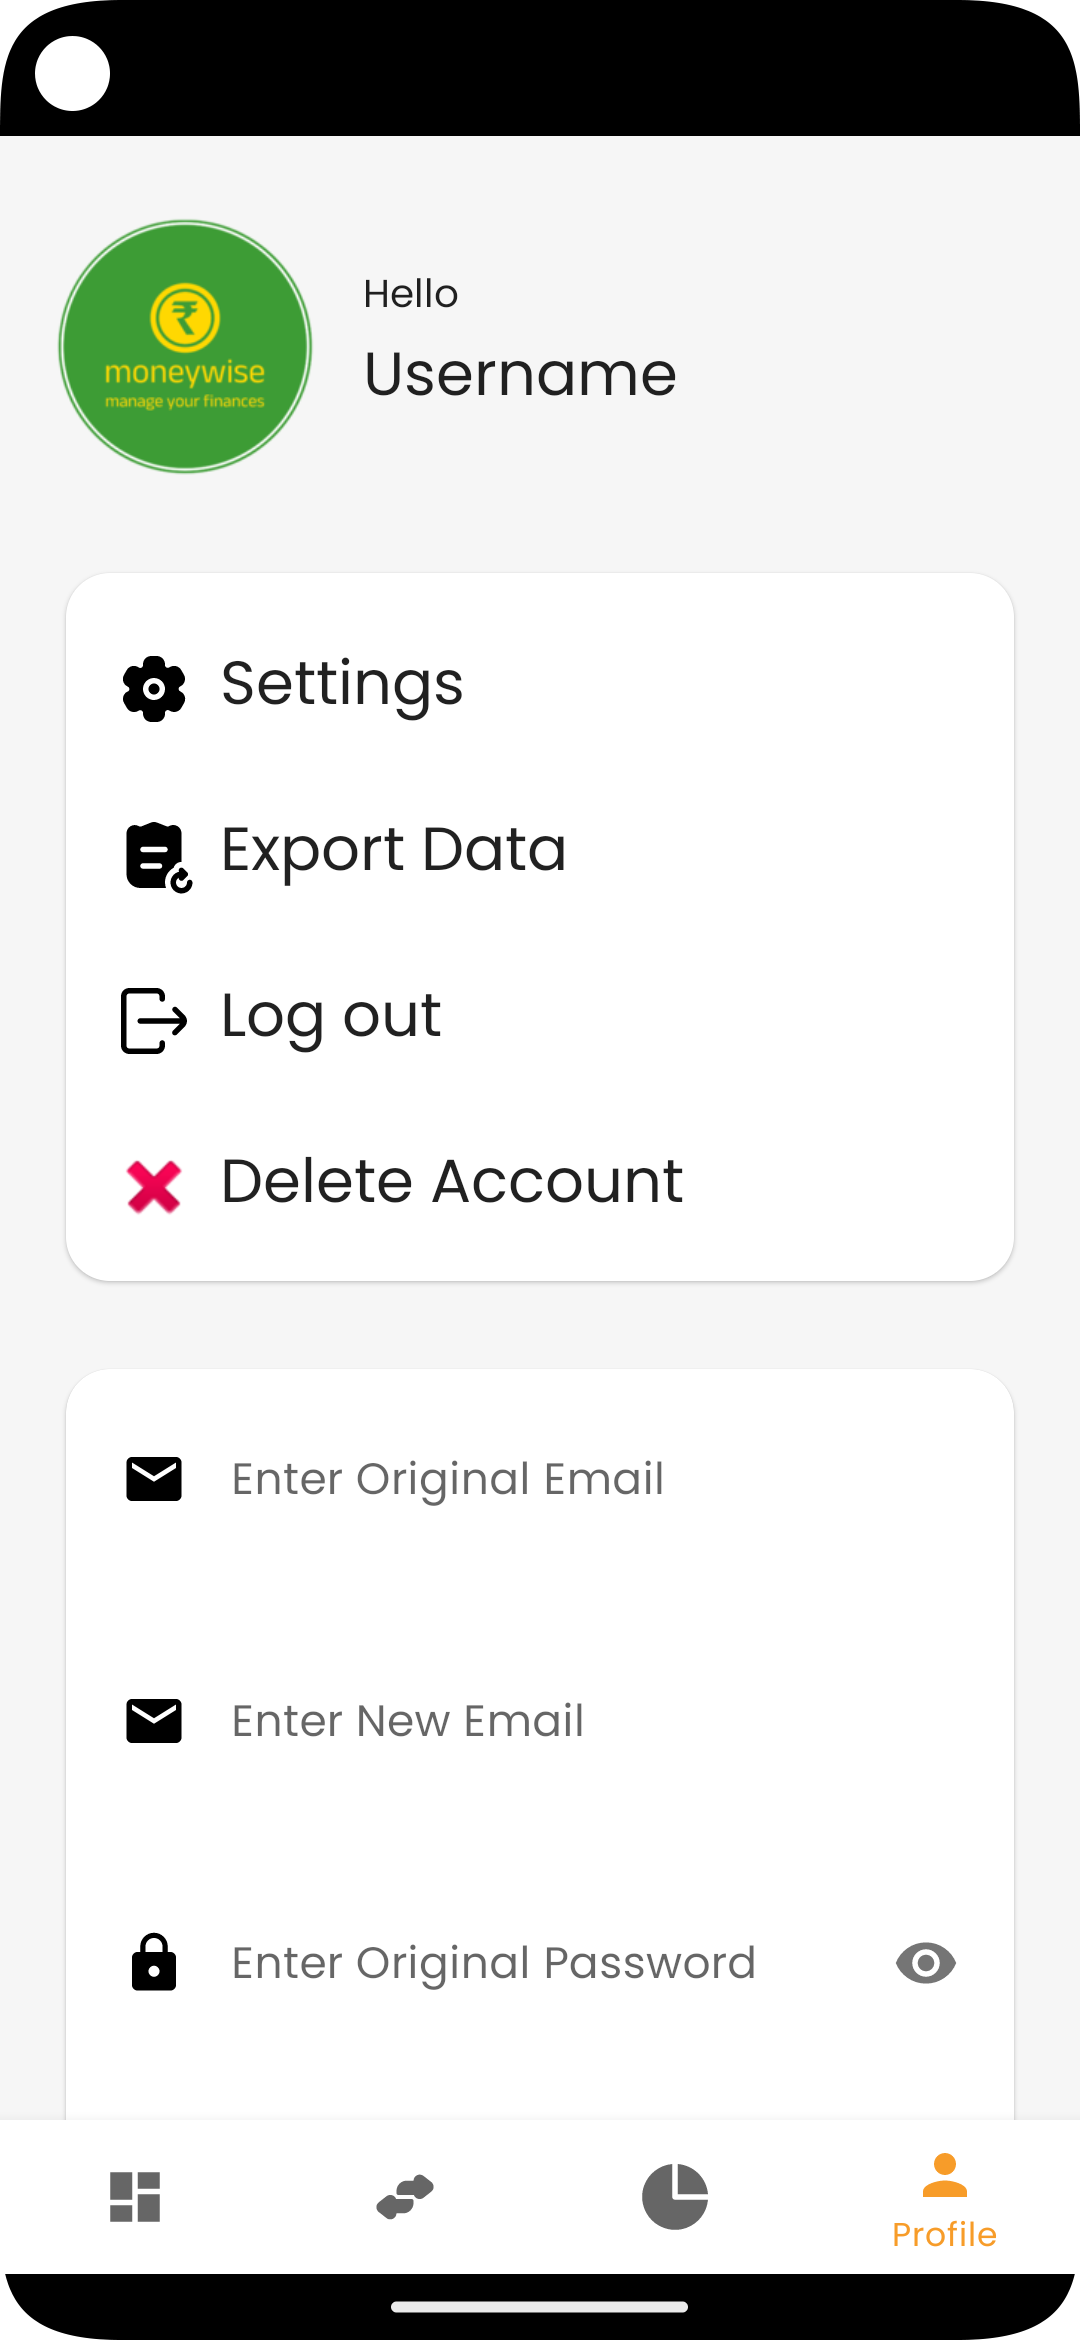 ₹
moneywise
manage your finances
Hello
Username
Settings
Export Data
Log out
Delete Account
Enter Original Email
Enter New Email
Enter Original Password
Profile